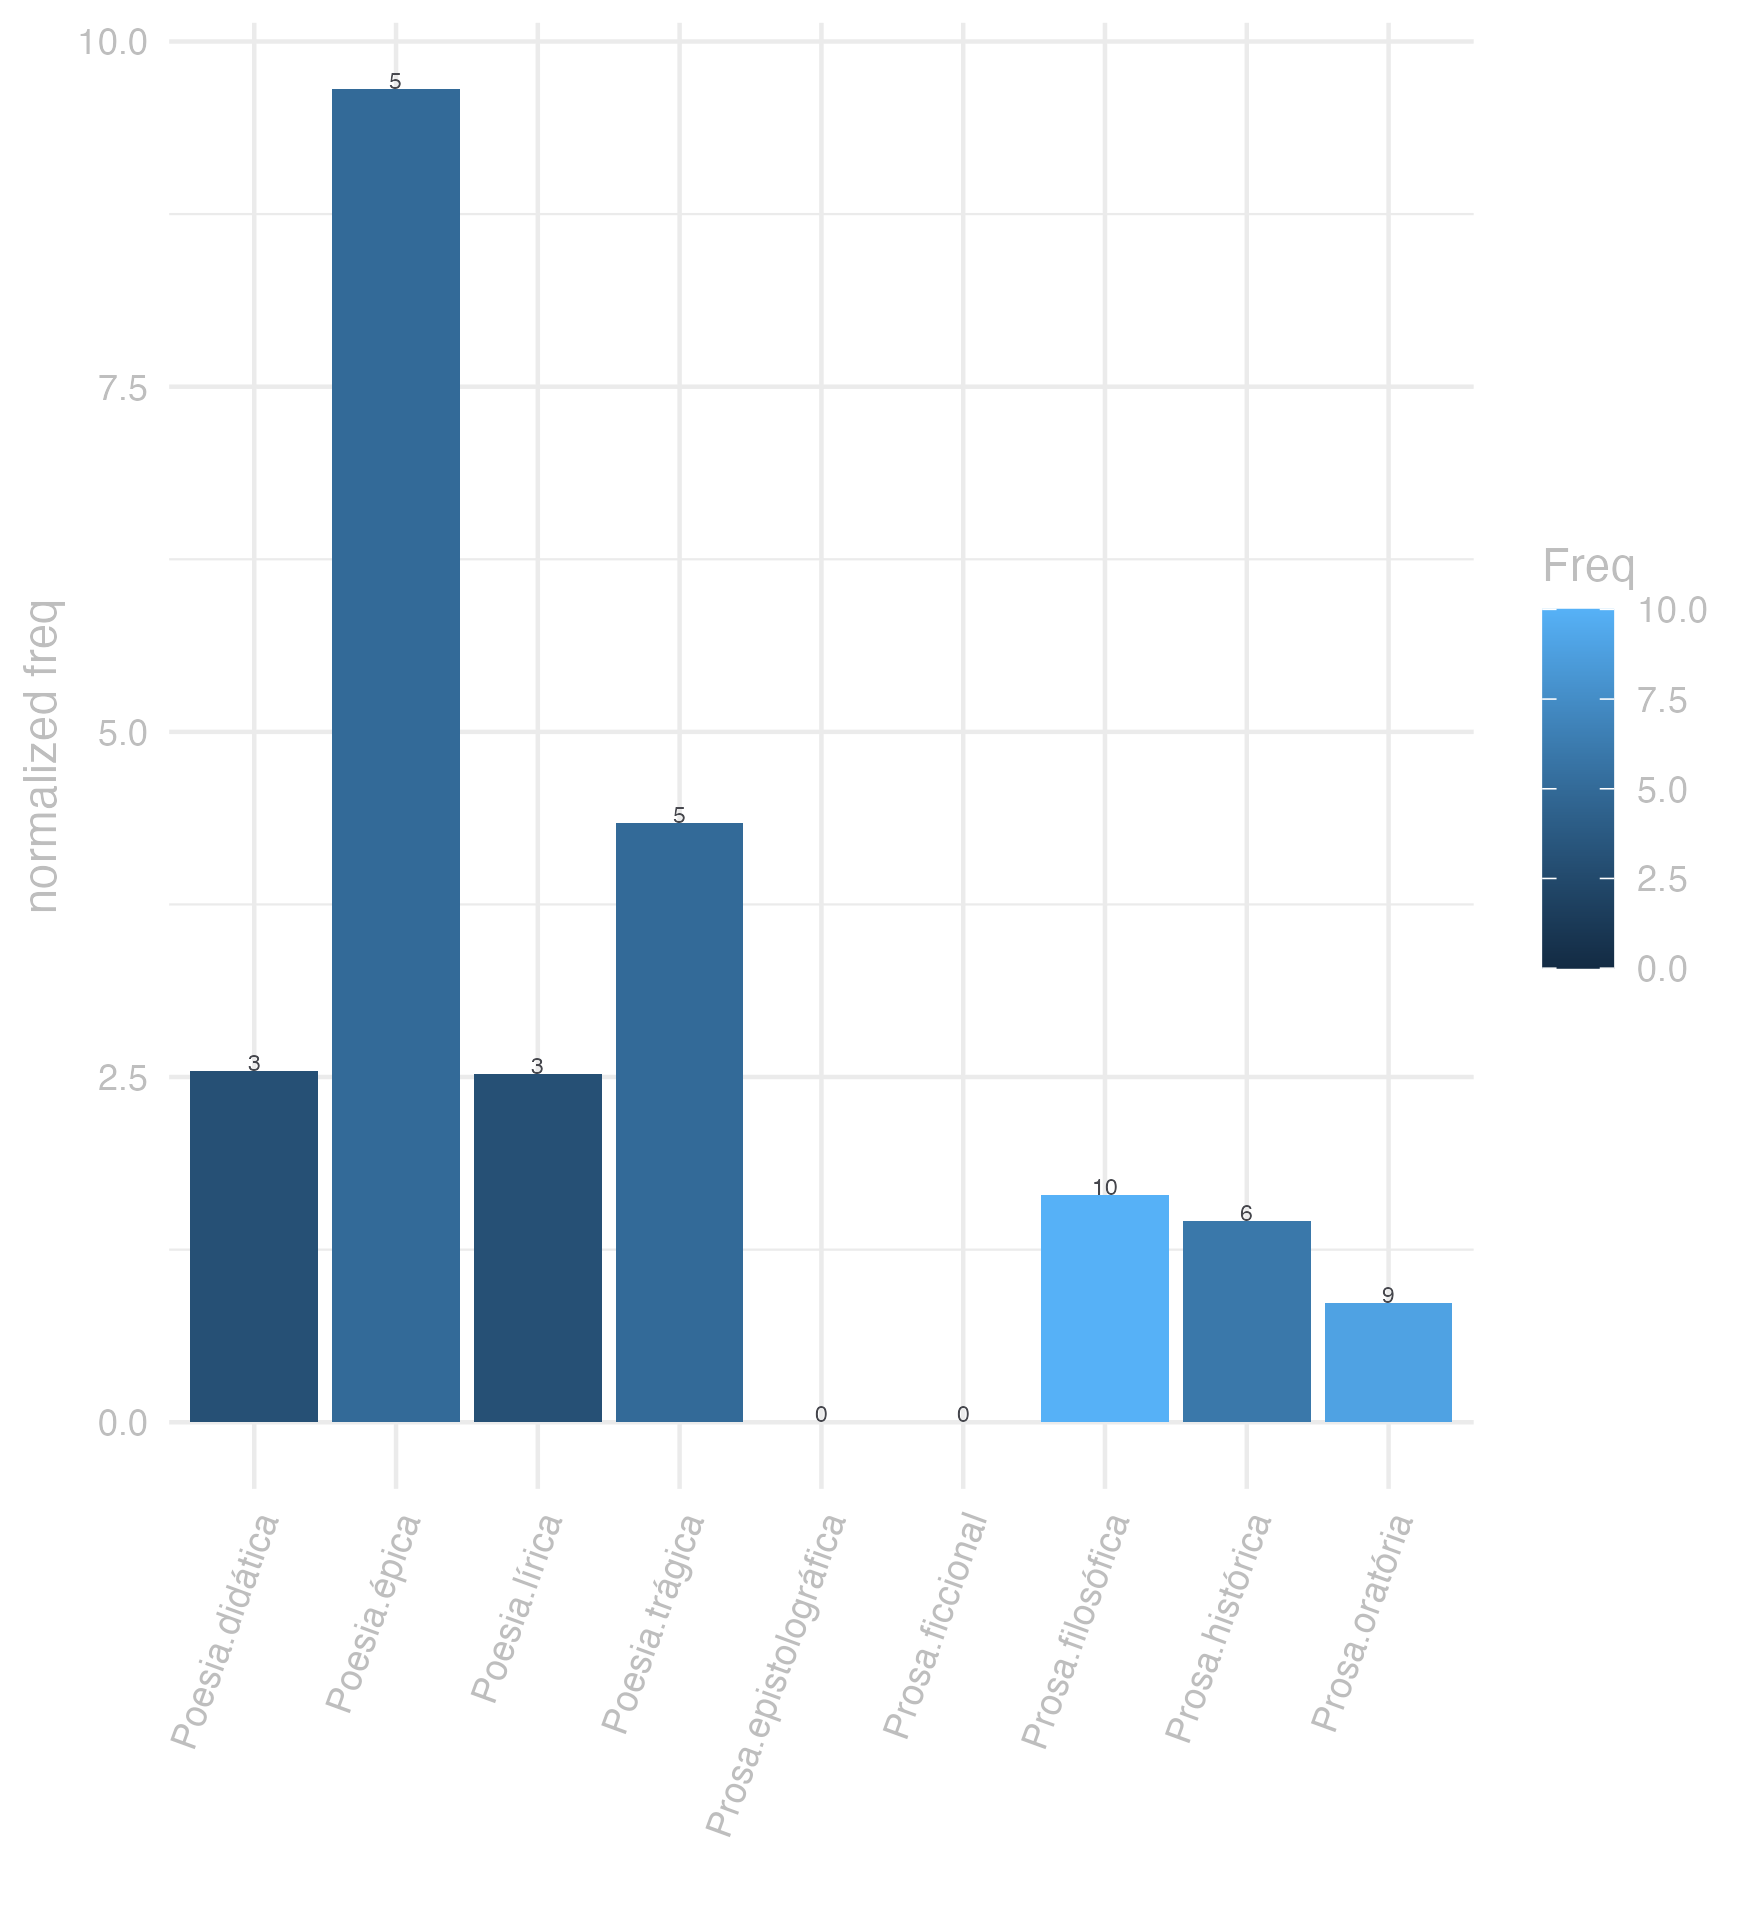 10.0
7.5
5.0
2.5
0.0
normalized freq
3
5
3
5
0
0
10
6
9
Poesia.didática
Poesia.épica
Poesia.lírica
Poesia.trágica
Prosa.epistolográfica
Prosa.ficcional
Prosa.filosófica
Prosa.histórica
Prosa.oratória
Freq
10.0
7.5
5.0
2.5
0.0